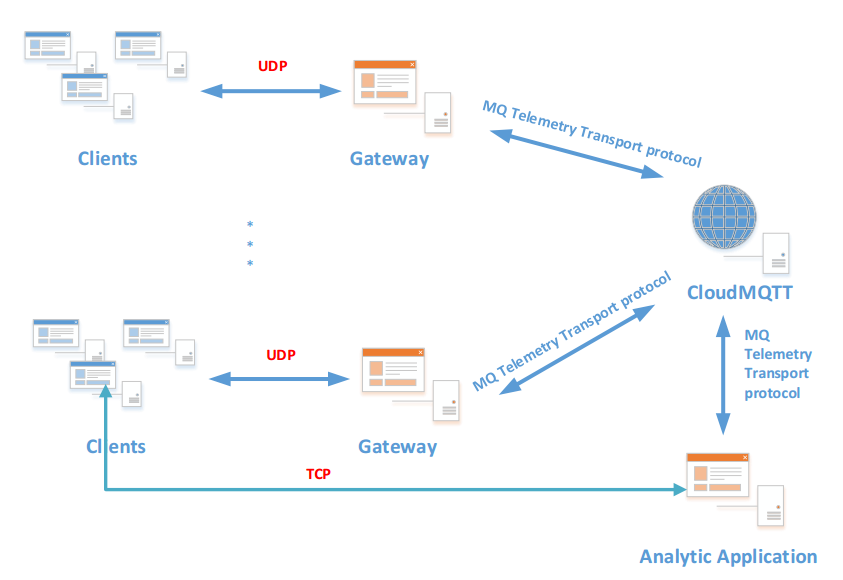 UDP
MQ Telemetry Transport protocol
Clients
Gateway
*
*
*
CloudMQTT
MQ Telemetry Transport protocol
MQ
Telemetry
Transport
protocol
UDP
Clients
Gateway
TCP
Analytic Application